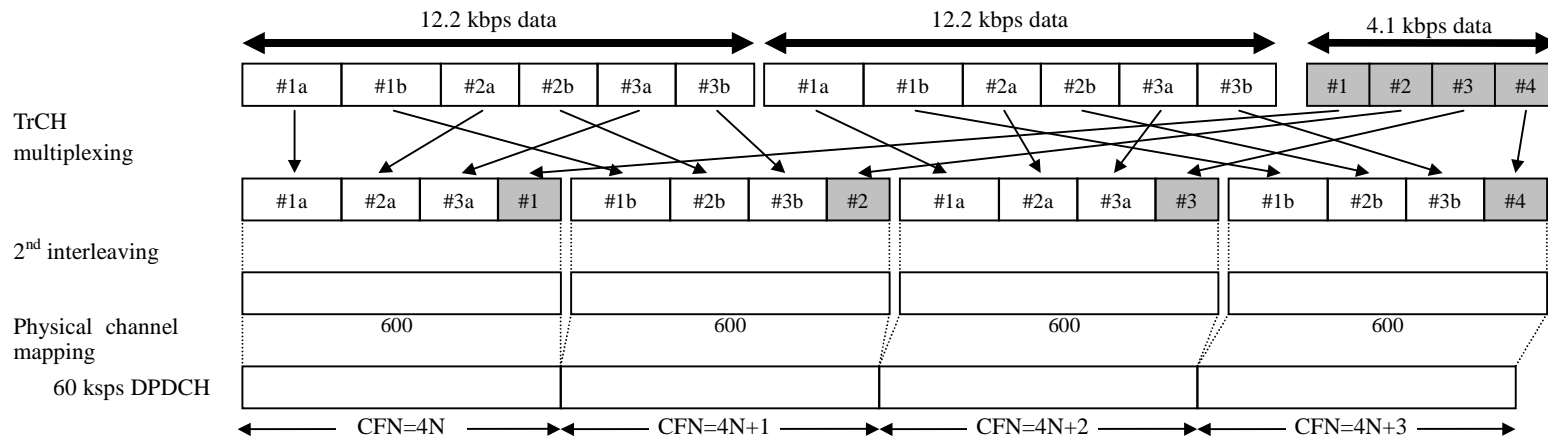 12.2 kbps data 12.2 kbps data 4.1 kbps data
#1a #1b #2a #2b #3a #3b #1a #1b #2a #2b #3a #3b #1 #2 #3 #4
TrCH
multiplexing
#1a #2a #3a #1 #1b #2b #3b #2 #1a #2a #3a #3 #1b #2b #3b #4
2nd interleaving
600 600 600 600
Physical channel
mapping
60 ksps DPDCH
CFN=4N CFN=4N+1 CFN=4N+2 CFN=4N+3